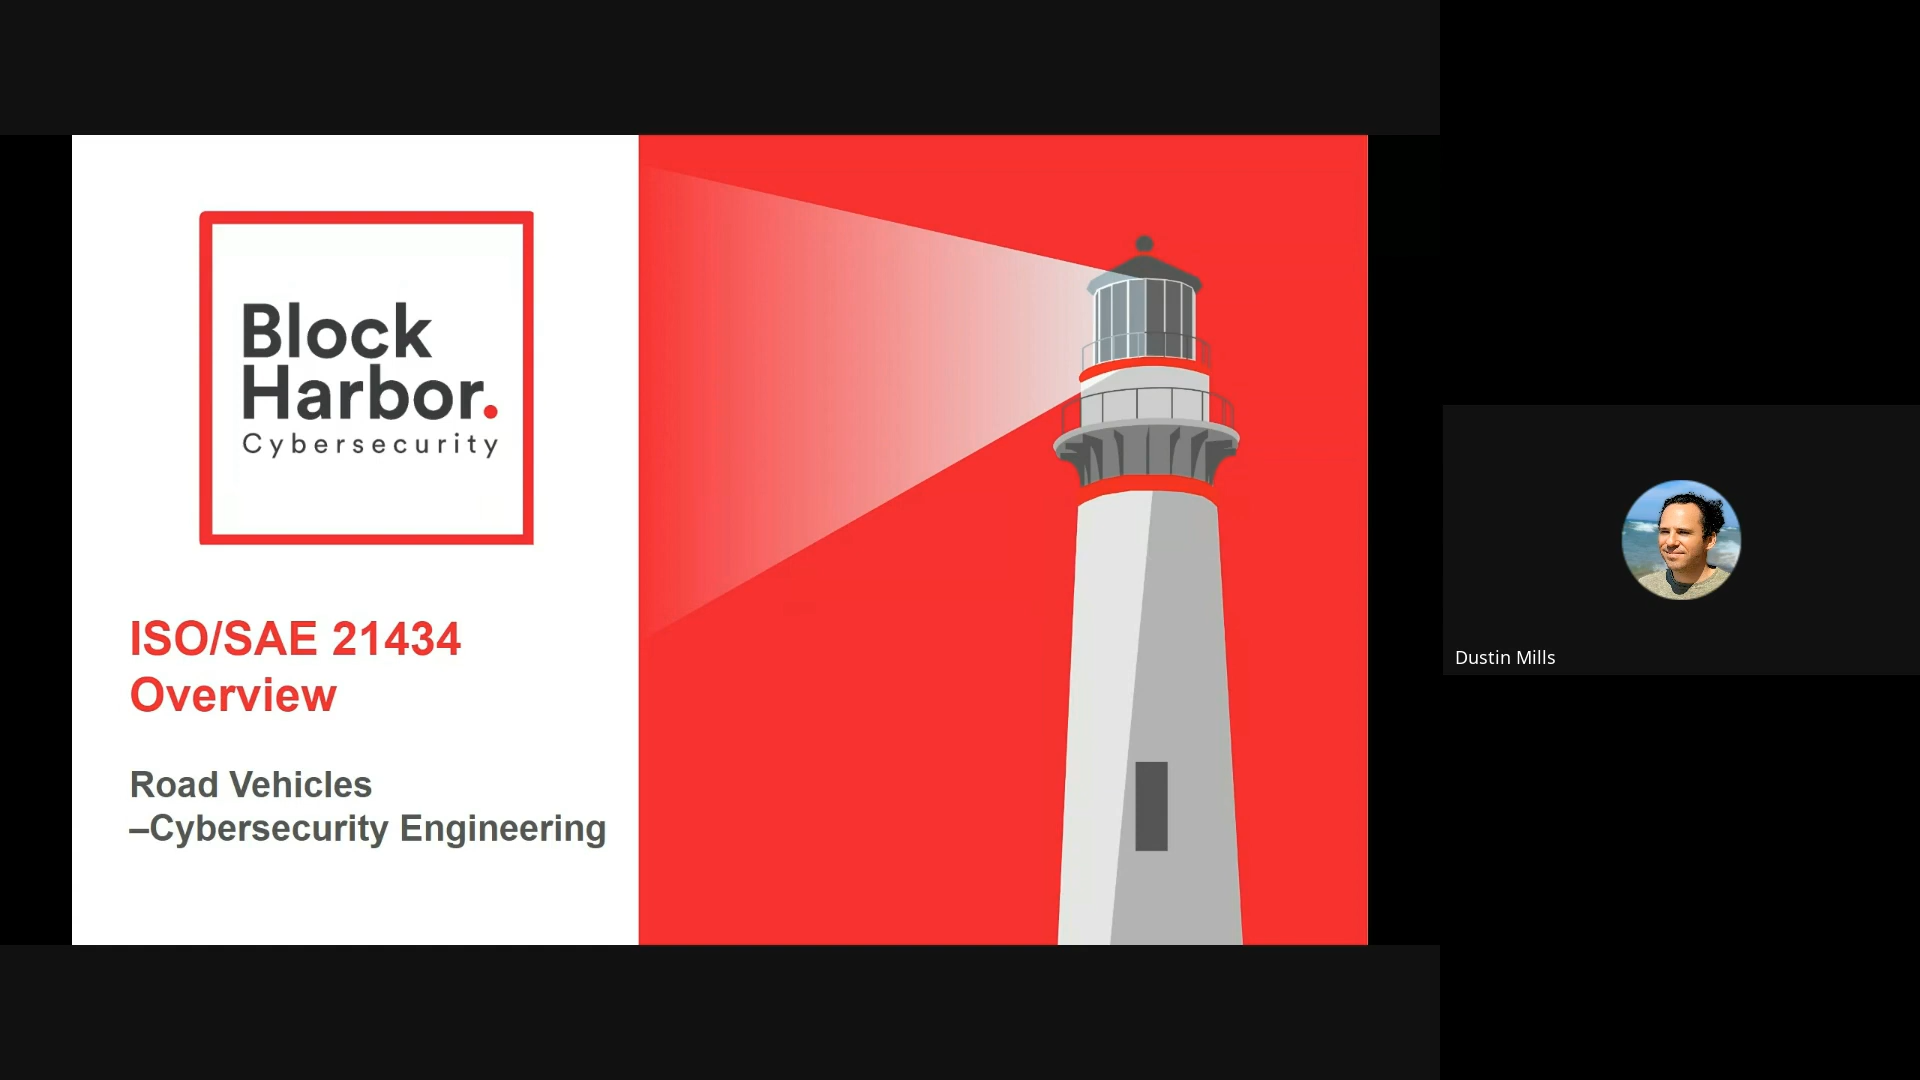 Block
Harbor.
Cybersecurity
ISO/SAE 21434
Overview
Road Vehicles
–Cybersecurity Engineering
Dustin Mills